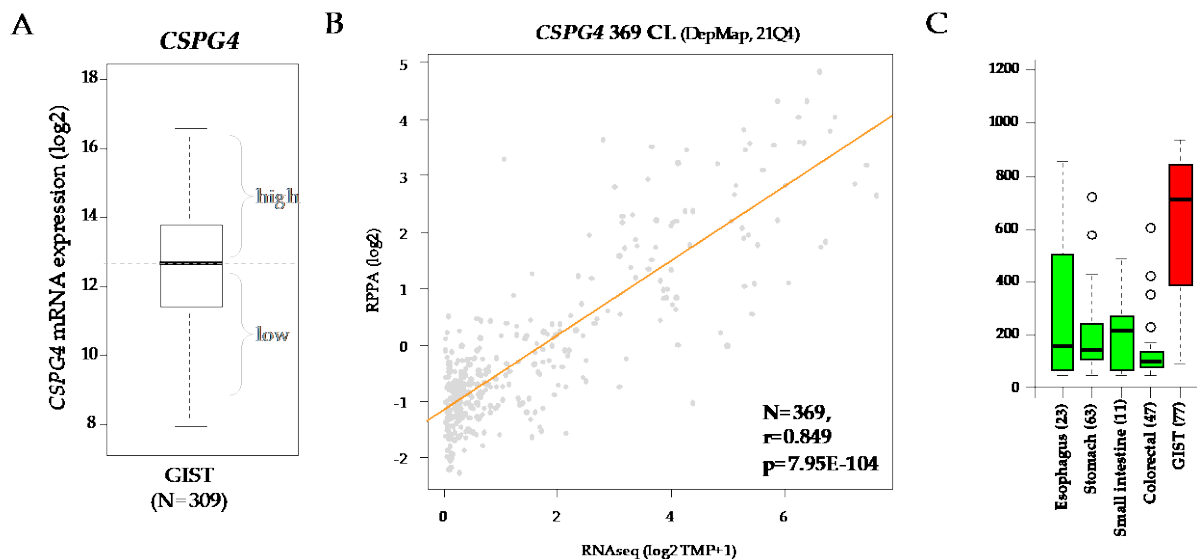 A
CSPG4
CSPG4 mRNA expression (log2)
18
16
14
12
10
8
high
low
GIST
(N=309)
B
CSPG4 369 CL (DepMap, 21Q4)
RPPA (log2)
5
4
3
2
1
0
-1
-2
N=369,
r=0.849
p=7.95E-104
0
2
4
6
RNAseq (log2 TMP+1)
C
1200
1000
800
600
400
200
0
Esophagus (23)
Stomach (63)
Small intestine (11)
Colorectal (47)
GIST (77)